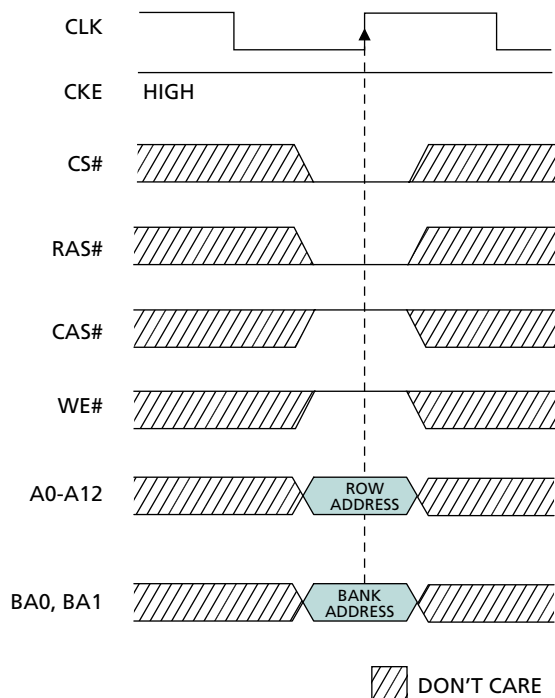 CLK
CKE HIGH
CS#
RAS#
CAS#
WE#
A0-A12 ROW
ADDRESS
BA0, BA1 BANK
ADDRESS
DON'T CARE